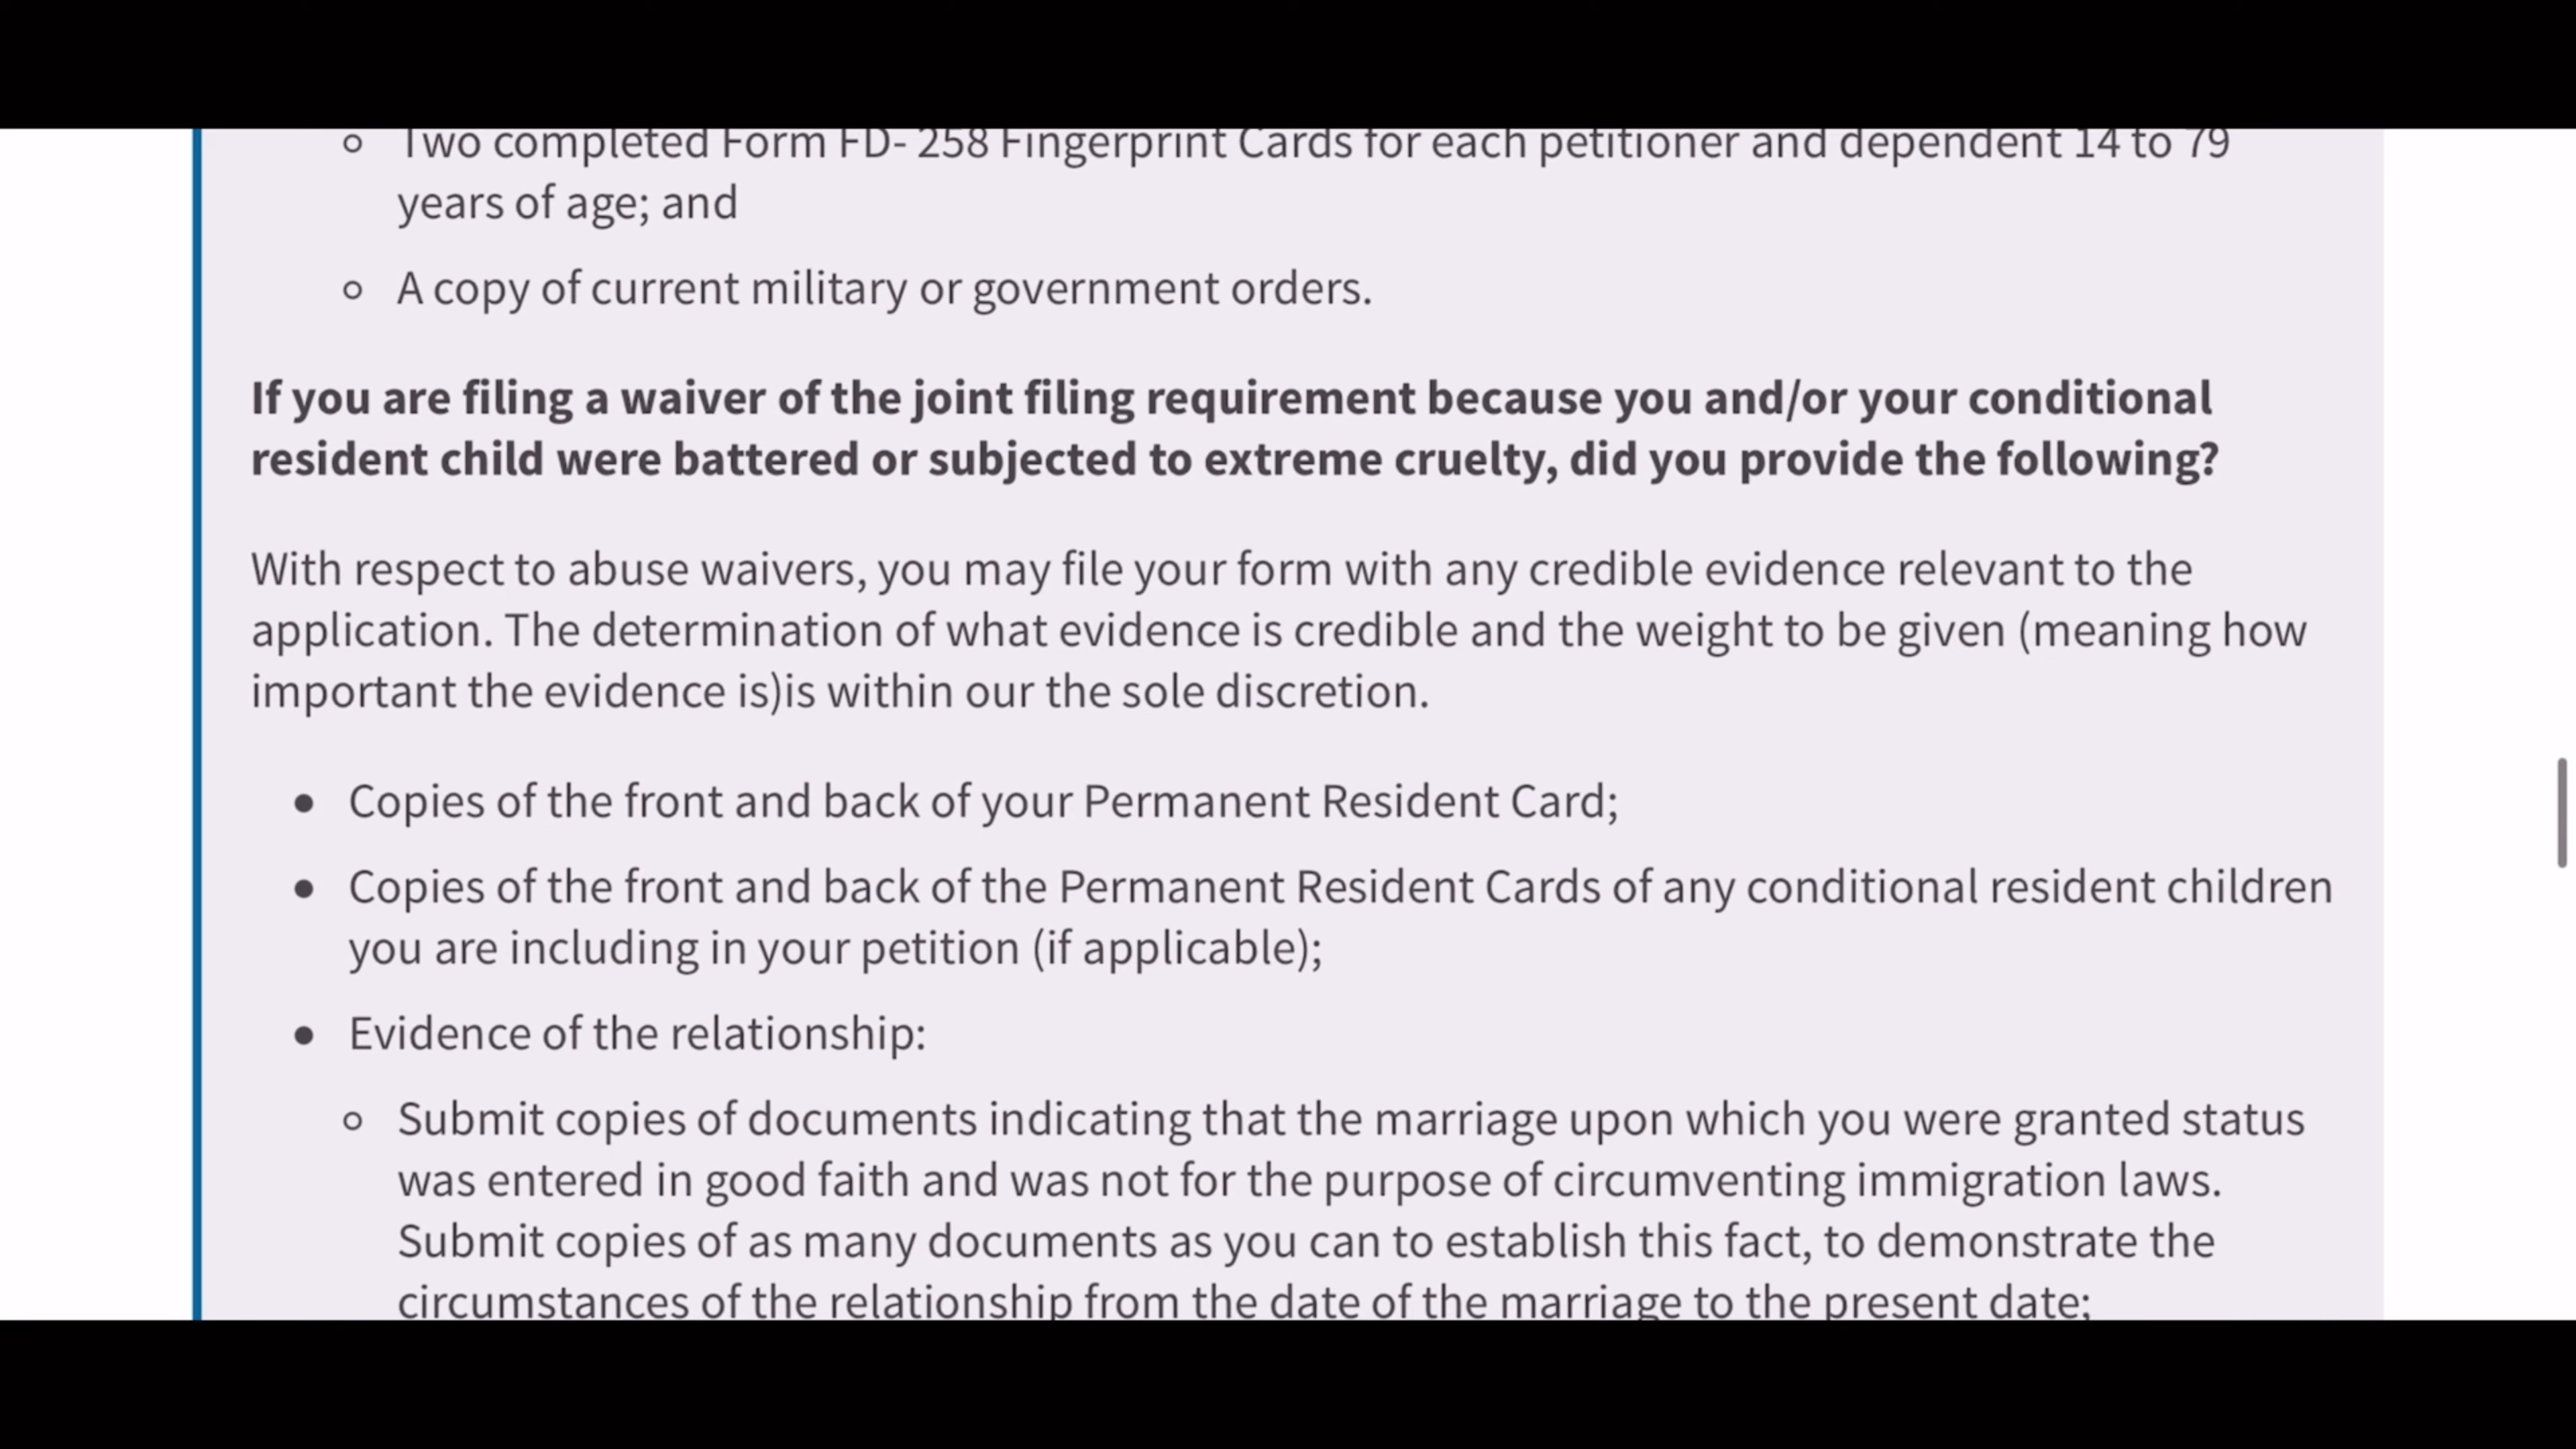 Two completed Form FD- 258 Fingerprint Cards for each petitioner and dependent 14 to 79
years of age; and
A copy of current military or government orders.
If you are filing a waiver of the joint filing requirement because you and/or your conditional
resident child were battered or subjected to extreme cruelty, did you provide the following?
With respect to abuse waivers, you may file your form with any credible evidence relevant to the
application. The determination of what evidence is credible and the weight to be given (meaning how
important the evidence is)is within our the sole discretion.
Copies of the front and back of your Permanent Resident Card;
Copies of the front and back of the Permanent Resident Cards of any conditional resident children
you are including in your petition (if applicable);
Evidence of the relationship:
Submit copies of documents indicating that the marriage upon which you were granted status
was entered in good faith and was not for the purpose of circumventing immigration laws.
Submit copies of as many documents as you can to establish this fact, to demonstrate the
circumstances of the relationship from the date of the marriage to the present date;